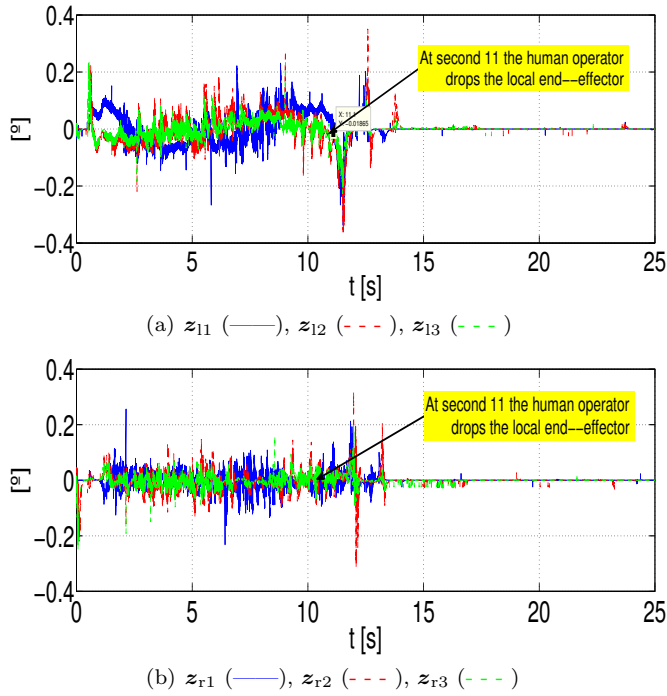 0.4
At second 11 the human operator
drops the local end--effector
0.2
X: 11.1
[º]
0
−0.2
−0.4
0 5 10 15 20 25
t [s]
(a) z_l1 (——), z_l2 (- - -), z_l3 (- - -)
0.4
At second 11 the human operator
drops the local end--effector
0.2
[º]
0
−0.2
−0.4
0 5 10 15 20 25
t [s]
(b) z_r1 (——), z_r2 (- - -), z_r3 (- - -)